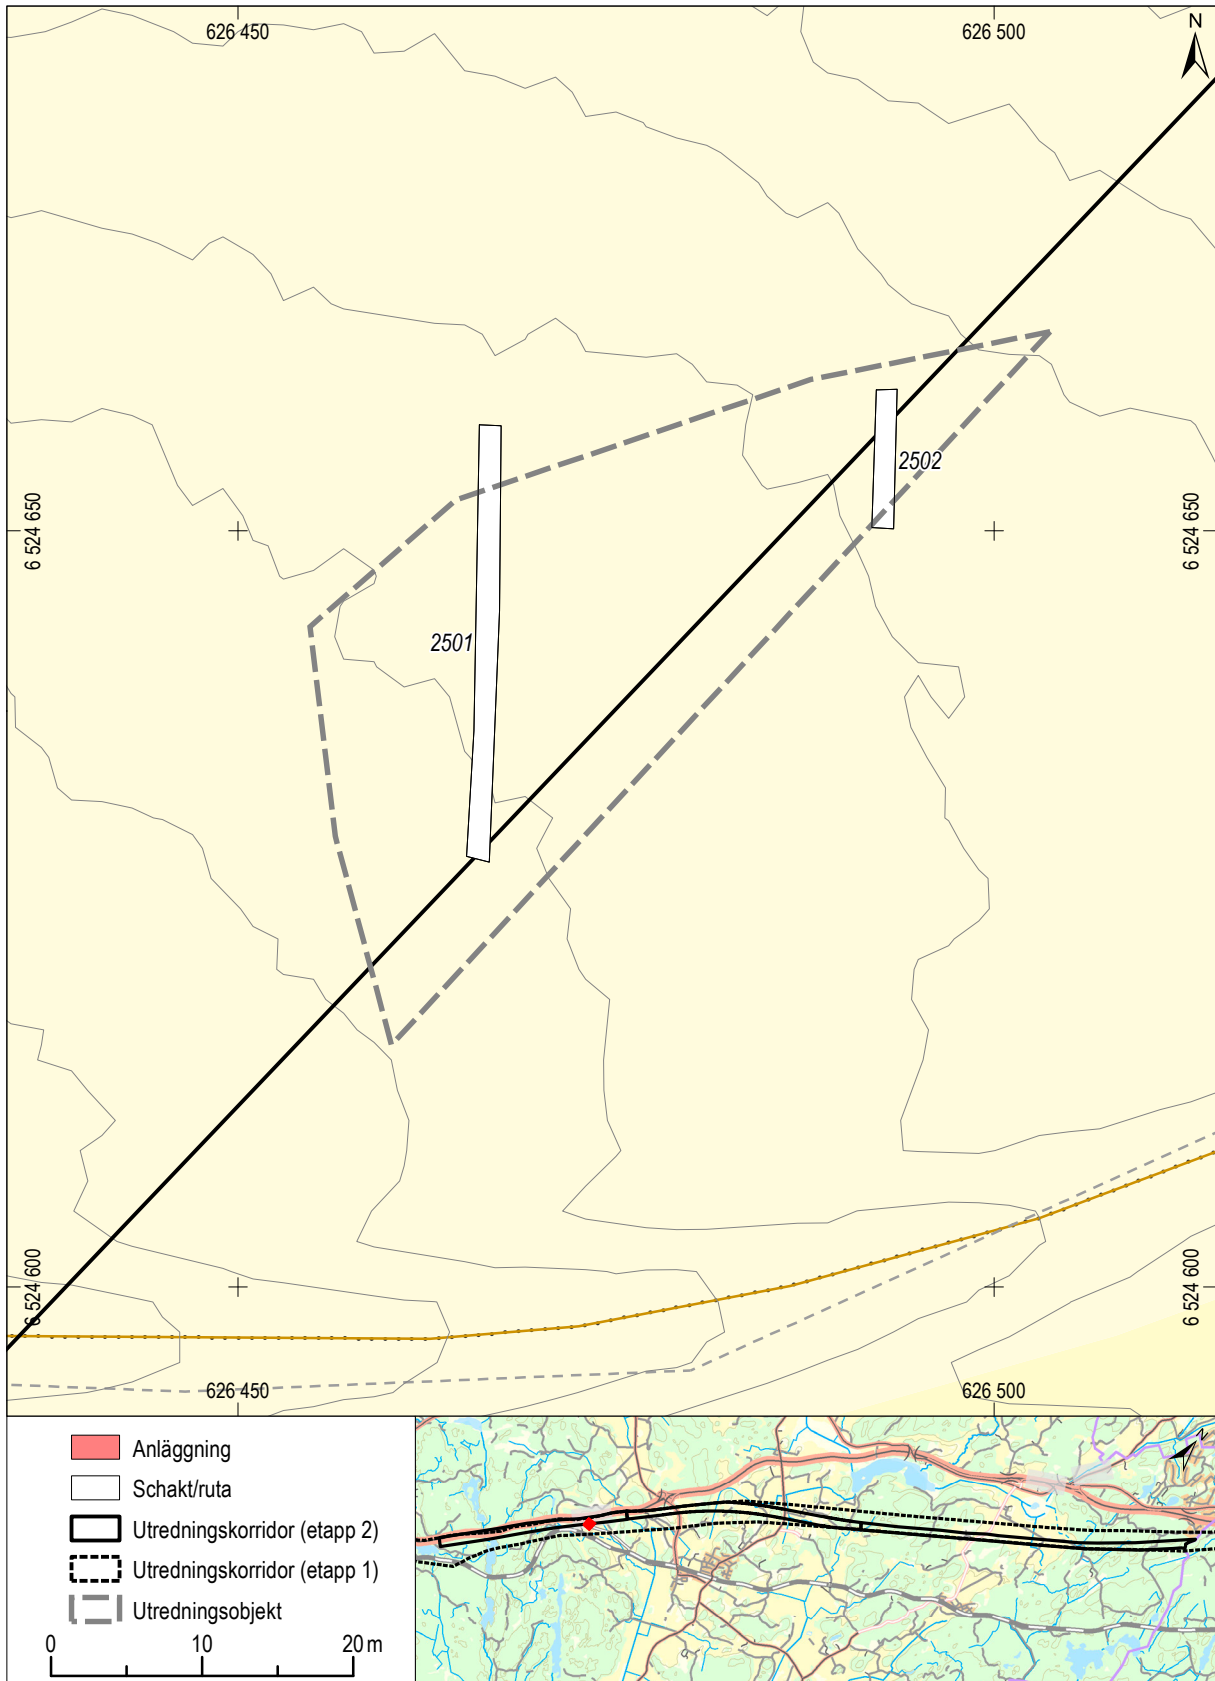 626 450
626 500
N
2502
6 524 650
6 524 650
2501
6 524 600
6 524 600
626 450
626 500
Anläggning
Schakt/ruta
Utredningskorridor (etapp 2)
Utredningskorridor (etapp 1)
Utredningsobjekt
0
10
20 m
N